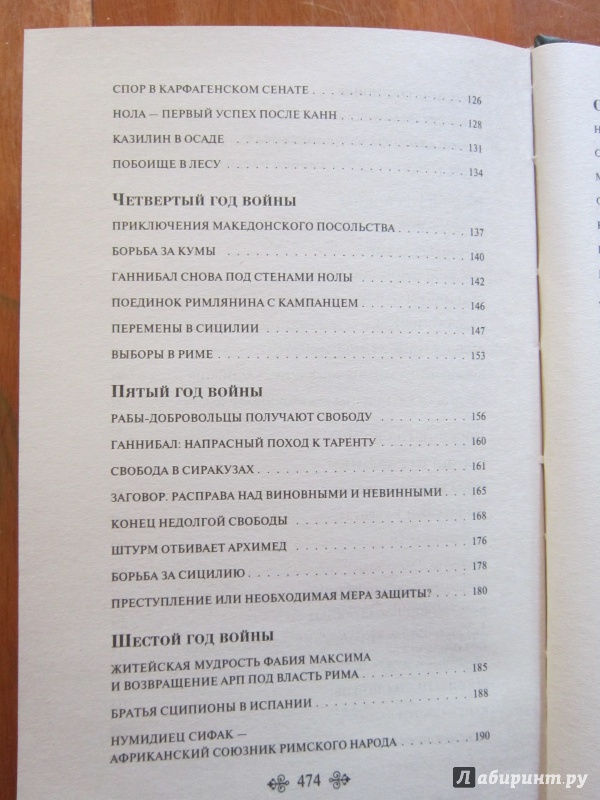 СПОР В КАРФАГЕНСКОМ СЕНАТЕ . . . . . . . . . . . . . . . . . . 126
НОЛА — ПЕРВЫЙ УСПЕХ ПОСЛЕ КАНН . . . . . . . . . . . . . . . 128
КАЗИЛИН В ОСАДЕ . . . . . . . . . . . . . . . . . . . . . . . . . . 131
ПОБОИЩЕ В ЛЕСУ . . . . . . . . . . . . . . . . . . . . . . . . . . 134
ЧЕТВЕРТЫЙ ГОД ВОЙНЫ
ПРИКЛЮЧЕНИЯ МАКЕДОНСКОГО ПОСОЛЬСТВА . . . . . . . . 137
БОРЬБА ЗА КУМЫ . . . . . . . . . . . . . . . . . . . . . . . . . . 140
ГАННИБАЛ СНОВА ПОД СТЕНАМИ НОЛЫ . . . . . . . . . . . . 142
ПОЕДИНОК РИМЛЯНИНА С КАМПАНЦЕМ . . . . . . . . . . . . 146
ПЕРЕМЕНЫ В СИЦИЛИИ . . . . . . . . . . . . . . . . . . . . . . 147
ВЫБОРЫ В РИМЕ . . . . . . . . . . . . . . . . . . . . . . . . . . 153
ПЯТЫЙ ГОД ВОЙНЫ
РАБЫ-ДОБРОВОЛЬЦЫ ПОЛУЧАЮТ СВОБОДУ . . . . . . . . . . 156
ГАННИБАЛ: НАПРАСНЫЙ ПОХОД К ТАРЕНТУ . . . . . . . . . . 160
СВОБОДА В СИРАКУЗАХ . . . . . . . . . . . . . . . . . . . . . . 161
ЗАГОВОР. РАСПРАВА НАД ВИНОВНЫМИ И НЕВИННЫМИ . . . 165
КОНЕЦ НЕДОЛГОЙ СВОБОДЫ . . . . . . . . . . . . . . . . . . . 168
ШТУРМ ОТБИВАЕТ АРХИМЕД . . . . . . . . . . . . . . . . . . . 176
БОРЬБА ЗА СИЦИЛИЮ . . . . . . . . . . . . . . . . . . . . . . . 178
ПРЕСТУПЛЕНИЕ ИЛИ НЕОБХОДИМАЯ МЕРА ЗАЩИТЫ? . . . . 180
ШЕСТОЙ ГОД ВОЙНЫ
ЖИТЕЙСКАЯ МУДРОСТЬ ФАБИЯ МАКСИМА
И ВОЗВРАЩЕНИЕ АРП ПОД ВЛАСТЬ РИМА . . . . . . . . . . . 185
БРАТЬЯ СЦИПИОНЫ В ИСПАНИИ . . . . . . . . . . . . . . . . . 188
НУМИДИЕЦ СИФАК —
АФРИКАНСКИЙ СОЮЗНИК РИМСКОГО НАРОДА . . . . . . . . 190
474
Лабиринт.ру